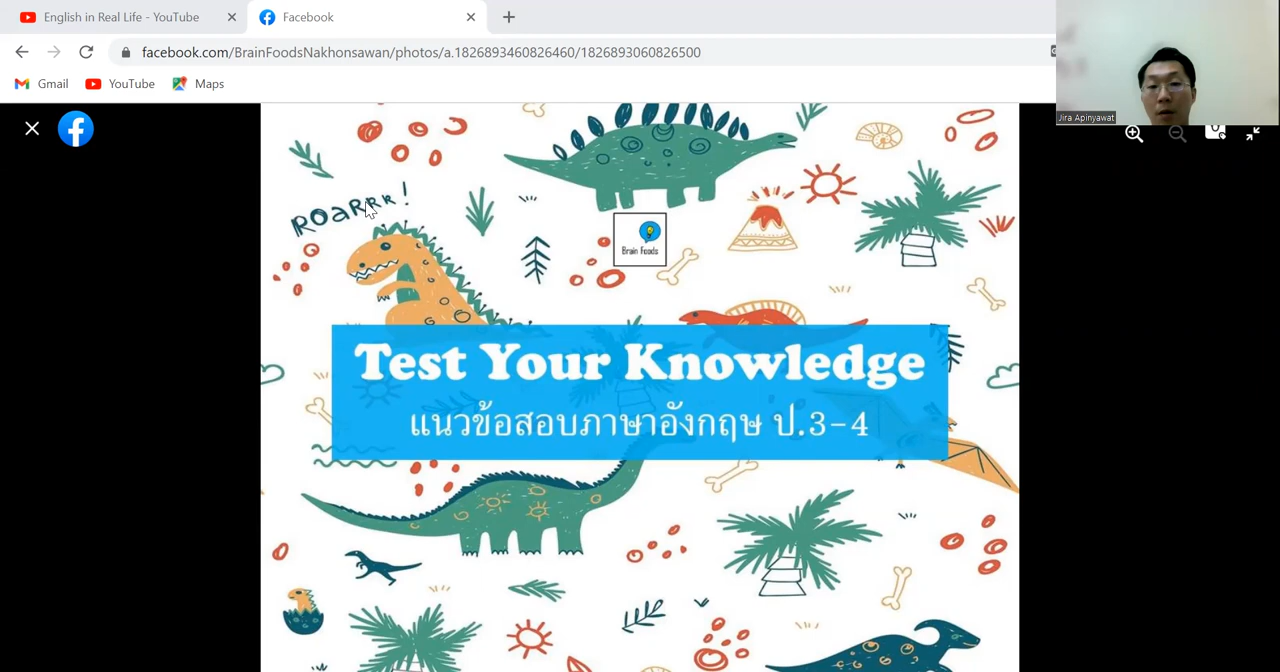 English in Real Life - YouTube
Facebook
facebook.com/BrainFoodsNakhonsawan/photos/a.1826893460826460/1826893060826500
Gmail
YouTube
Maps
Jira Apinyawat
ROARRR!
Brain Foods
Test Your Knowledge
แนวข้อสอบภาษาอังกฤษ ป.3-4